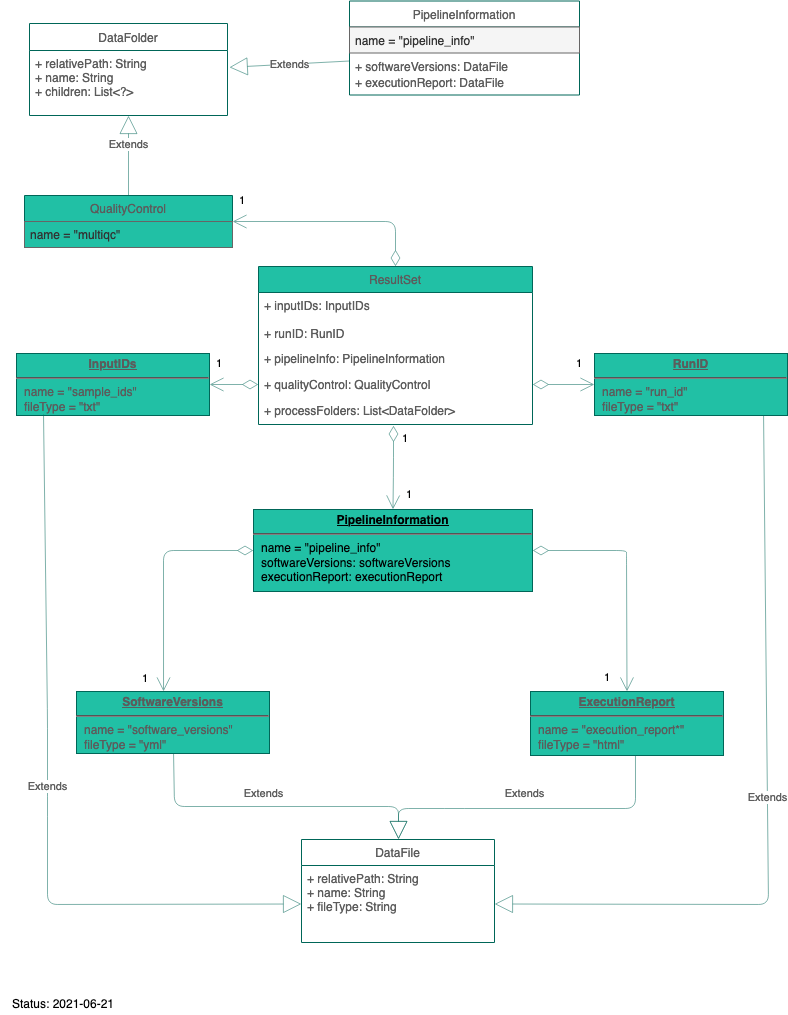 PipelineInformation
name = "pipeline_info"
+ softwareVersions: DataFile
+ executionReport: DataFile
DataFolder
+ relativePath: String
+ name: String
+ children: List<?>
Extends
Extends
QualityControl
name = "multiqc"
1
ResultSet
+ inputIDs: InputIDs
+ runID: RunID
+ pipelineInfo: PipelineInformation
+ qualityControl: QualityControl
+ processFolders: List<DataFolder>
InputIDs
name = "sample_ids"
fileType = "txt"
1
1
RunID
name = "run_id"
fileType = "txt"
1
1
PipelineInformation
name = "pipeline_info"
softwareVersions: softwareVersions
executionReport: executionReport
1
1
SoftwareVersions
name = "software_versions"
fileType = "yml"
ExecutionReport
name = "execution_report*"
fileType = "html"
Extends
Extends
Extends
Extends
DataFile
+ relativePath: String
+ name: String
+ fileType: String
Status: 2021-06-21